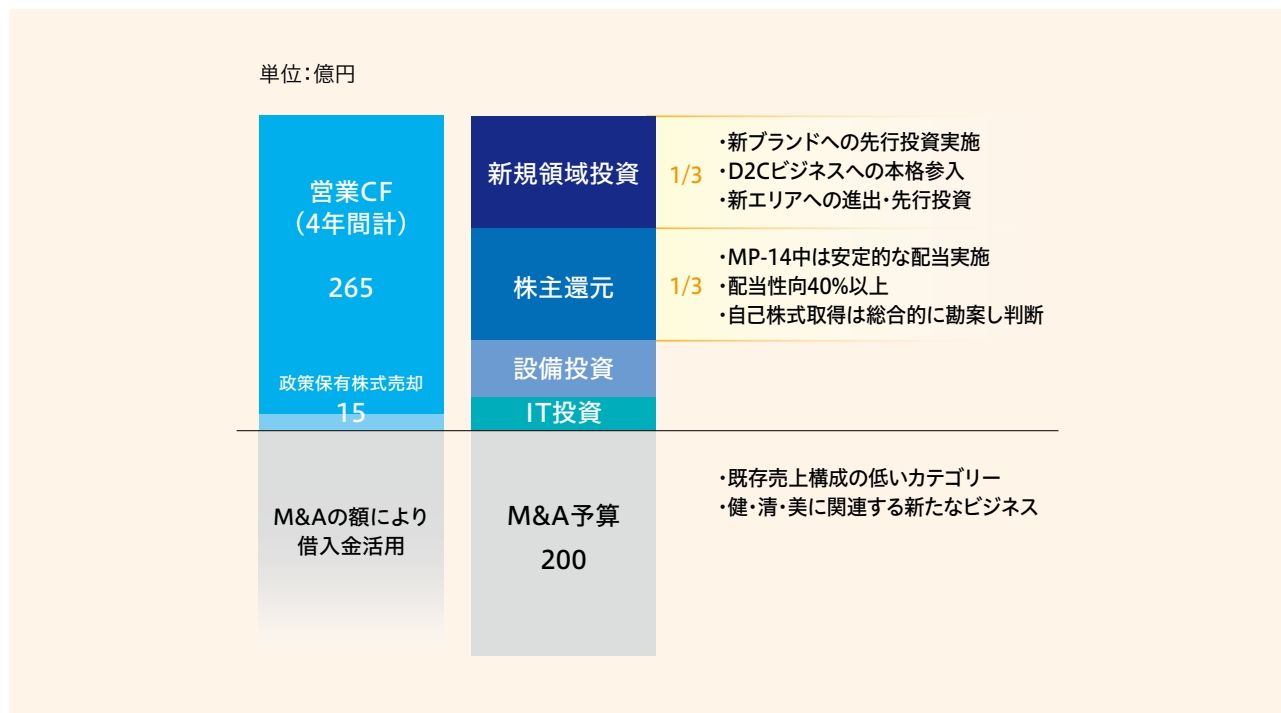 単位：億円
営業CF
（4年間計）
265
政策保有株式売却
15
M&Aの額により
借入金活用
新規領域投資
株主還元
設備投資
IT投資
M&A予算
200
1/3
・新ブランドへの先行投資実施
・D2Cビジネスへの本格参入
・新エリアへの進出・先行投資
1/3
・MP-14中は安定的な配当実施
・配当性向40%以上
・自己株式取得は総合的に勘案し判断
・既存売上構成の低いカテゴリー
・健・清・美に関連する新たなビジネス